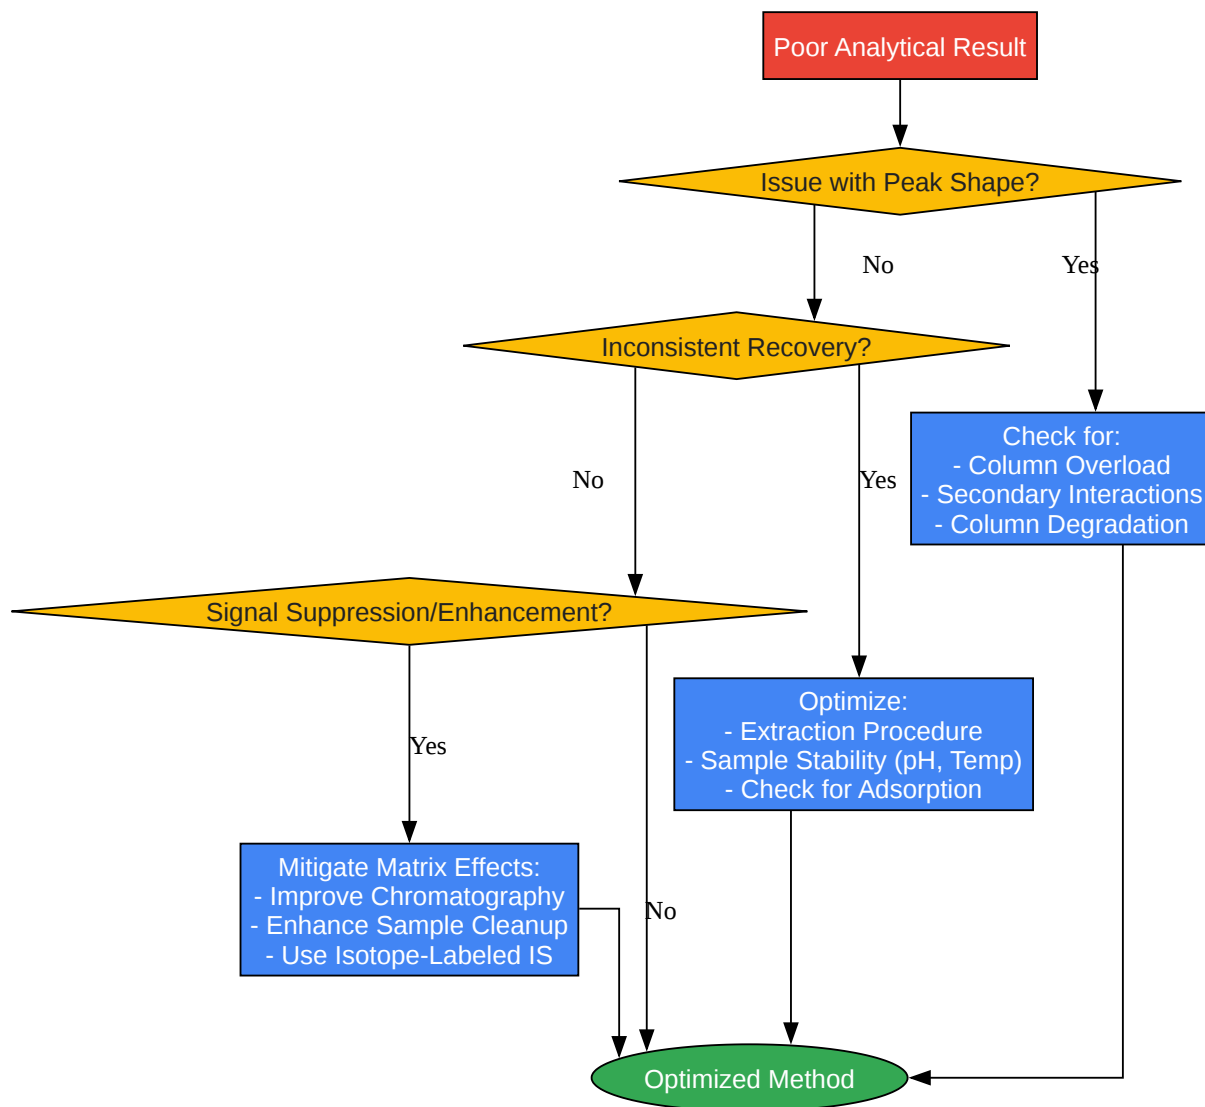 Poor Analytical Result
Issue with Peak Shape?
No
Yes
Inconsistent Recovery?
Check for:
- Column Overload
- Secondary Interactions
- Column Degradation
No
Yes
Signal Suppression/Enhancement?
Optimize:
- Extraction Procedure
- Sample Stability (pH, Temp)
- Check for Adsorption
Yes
Mitigate Matrix Effects:
- Improve Chromatography
- Enhance Sample Cleanup
- Use Isotope-Labeled IS
No
Optimized Method